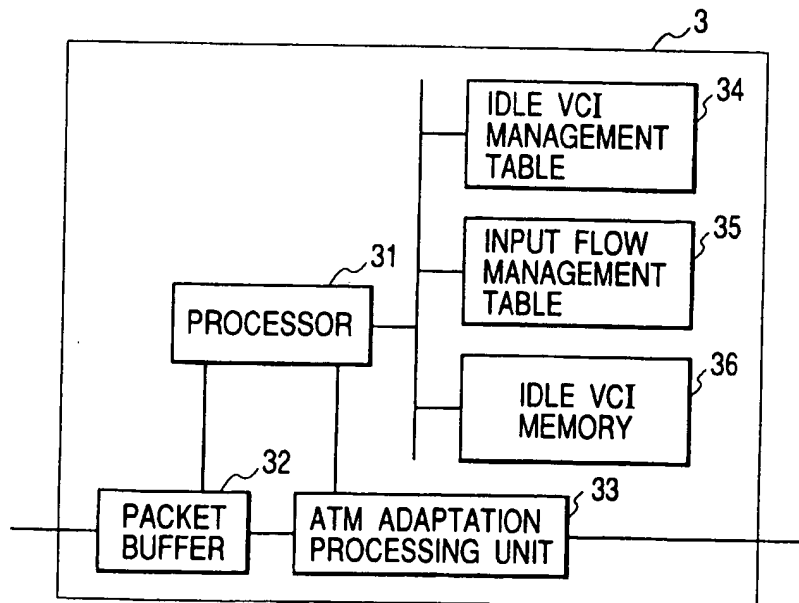 3
34
IDLE VCI
MANAGEMENT
TABLE
35
INPUT FLOW
MANAGEMENT
TABLE
31
PROCESSOR
36
IDLE VCI
MEMORY
32
PACKET
BUFFER
33
ATM ADAPTATION
PROCESSING UNIT